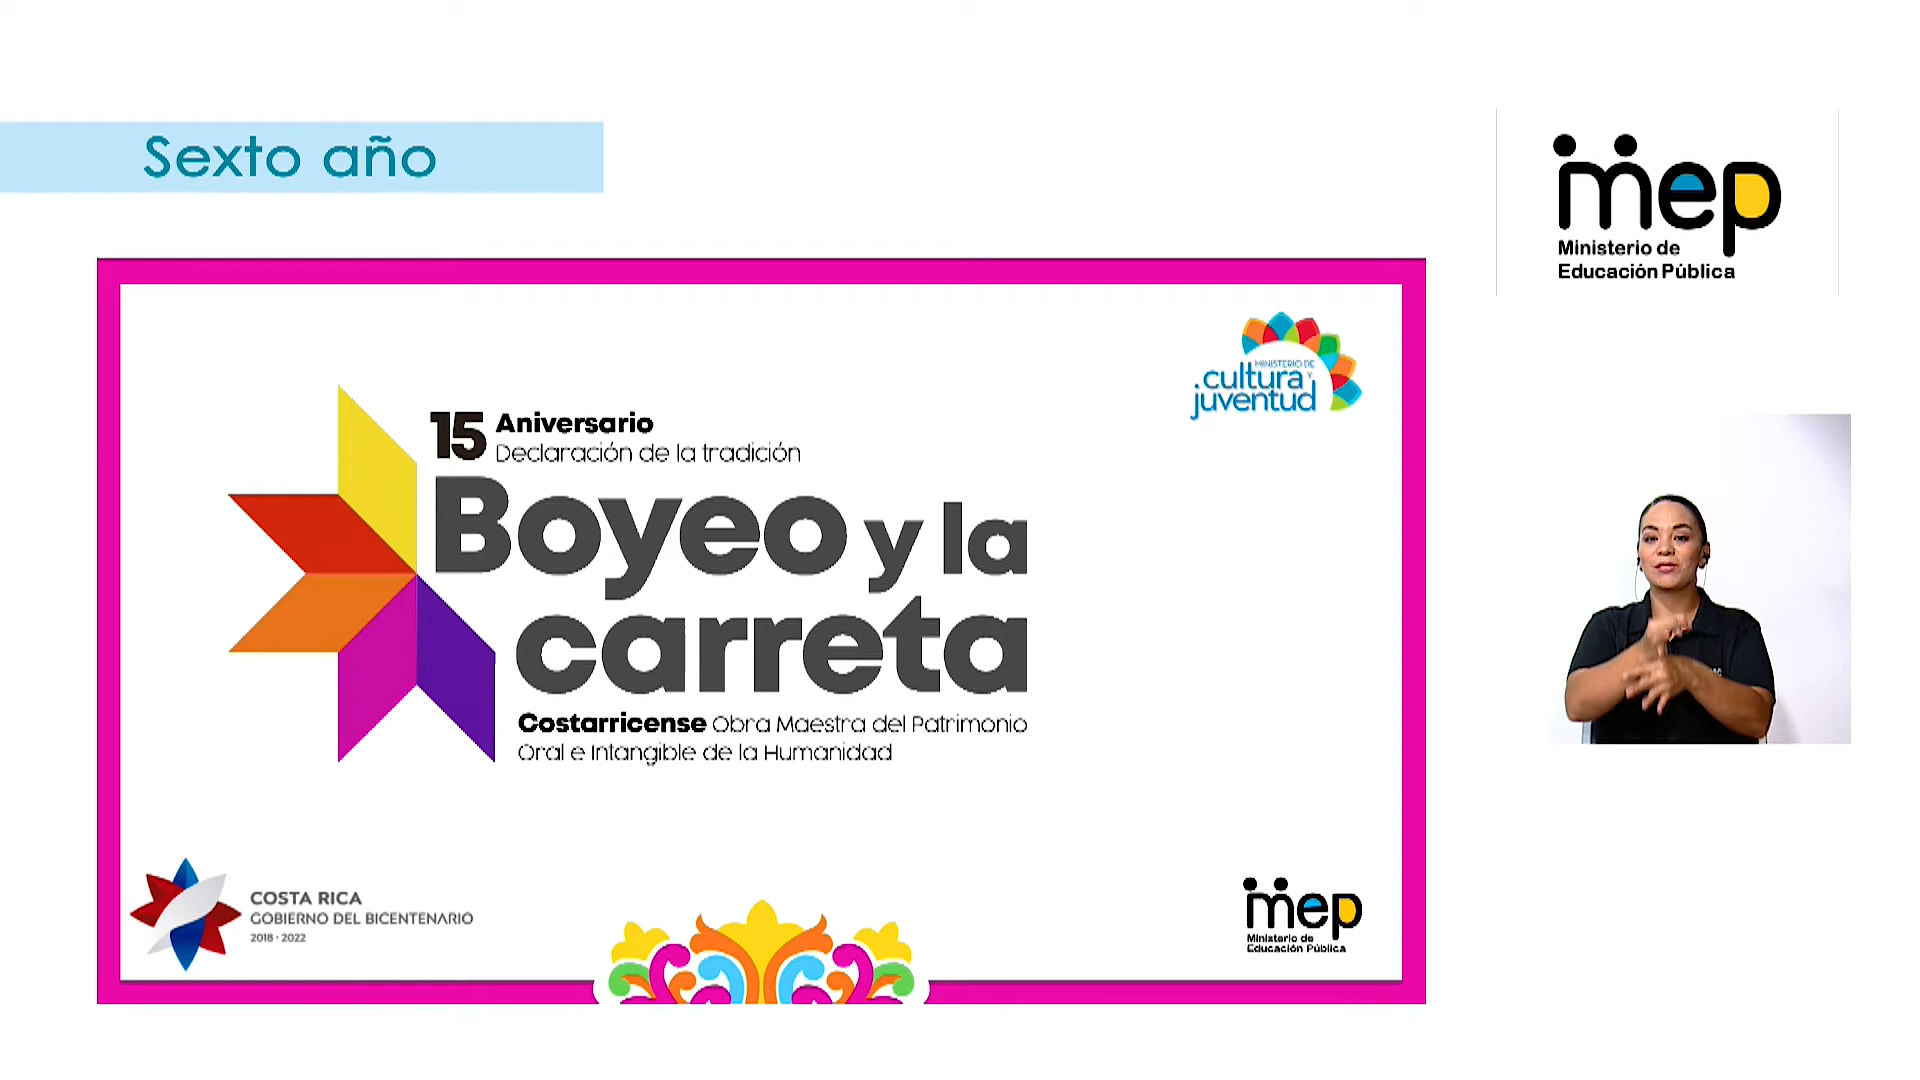 Sexto año
mep
Ministerio de
Educación Pública
MINISTERIO DE
cultura y
juventud
15 Aniversario
Declaración de la tradición
Boyeo y la
carreta
Costarricense Obra Maestra del Patrimonio
Oral e Intangible de la Humanidad
COSTA RICA
GOBIERNO DEL BICENTENARIO
2018 - 2022
mep
Ministerio de
Educación Pública